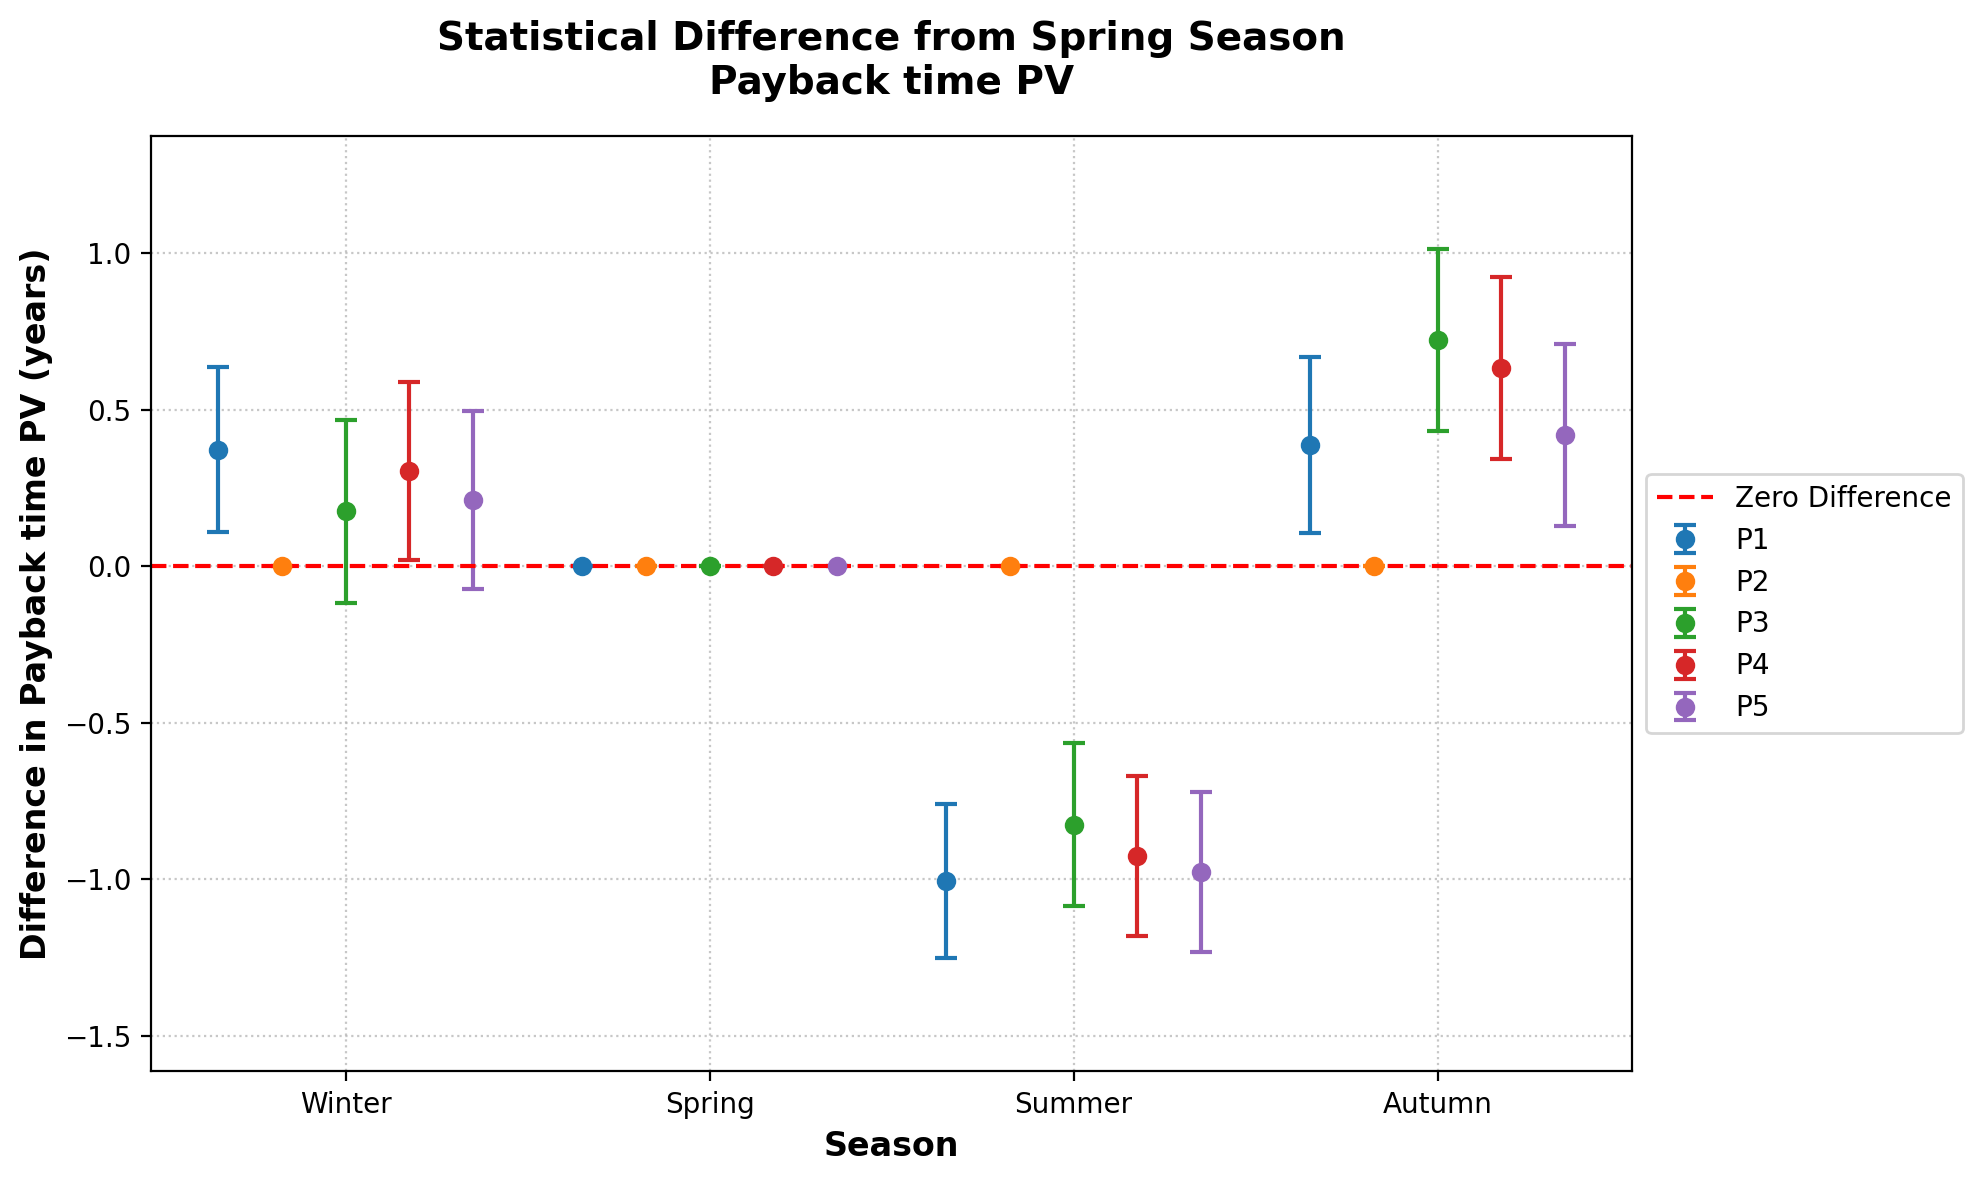 Statistical Difference from Spring Season
Payback time PV
Difference in Payback time PV (years)
1.0
0.5
0.0
−0.5
−1.0
−1.5
Winter
Spring
Summer
Autumn
Season
Zero Difference
P1
P2
P3
P4
P5